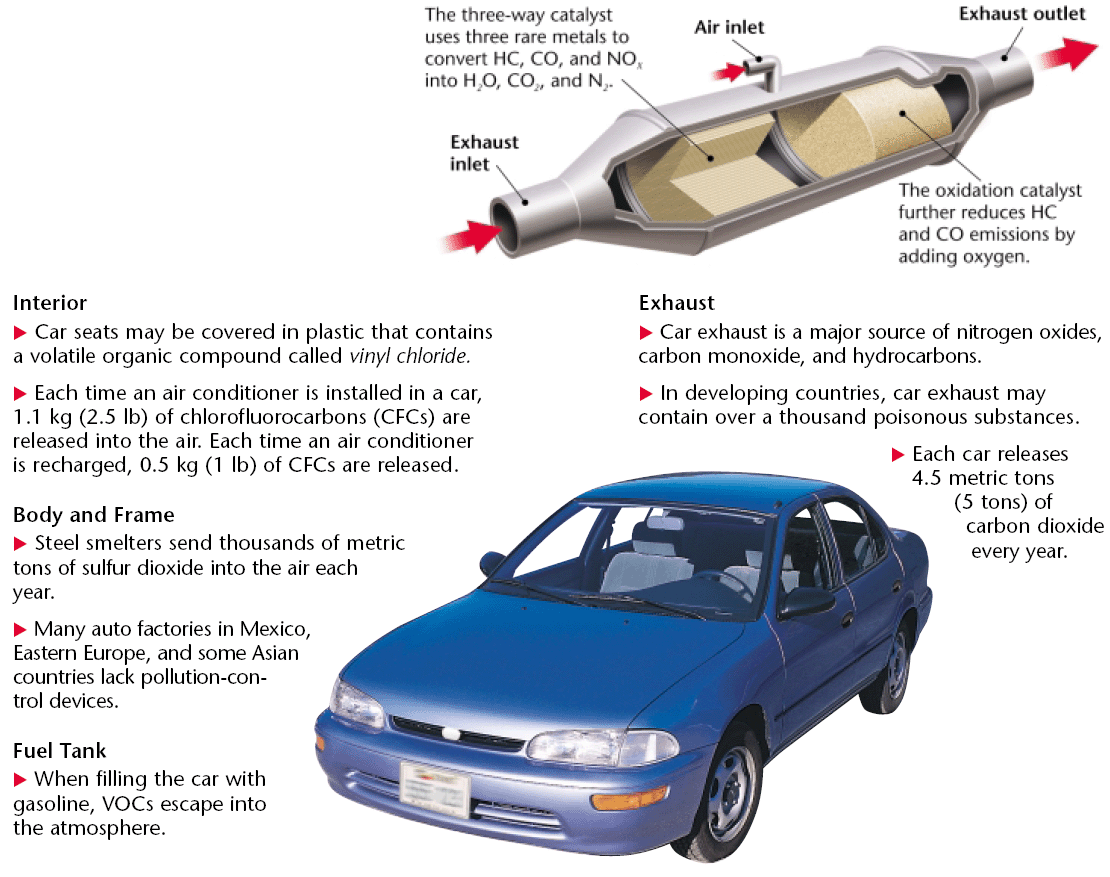 The three-way catalyst
uses three rare metals to
convert HC, CO, and NOₓ
into H₂O, CO₂, and N₂.
Air inlet
Exhaust outlet
Exhaust
inlet
The oxidation catalyst
further reduces HC
and CO emissions by
adding oxygen.
Interior
▶ Car seats may be covered in plastic that contains
a volatile organic compound called vinyl chloride.
▶ Each time an air conditioner is installed in a car,
1.1 kg (2.5 lb) of chlorofluorocarbons (CFCs) are
released into the air. Each time an air conditioner
is recharged, 0.5 kg (1 lb) of CFCs are released.
Body and Frame
▶ Steel smelters send thousands of metric
tons of sulfur dioxide into the air each
year.
▶ Many auto factories in Mexico,
Eastern Europe, and some Asian
countries lack pollution-con-
trol devices.
Fuel Tank
▶ When filling the car with
gasoline, VOCs escape into
the atmosphere.
Exhaust
▶ Car exhaust is a major source of nitrogen oxides,
carbon monoxide, and hydrocarbons.
▶ In developing countries, car exhaust may
contain over a thousand poisonous substances.
▶ Each car releases
4.5 metric tons
(5 tons) of
carbon dioxide
every year.